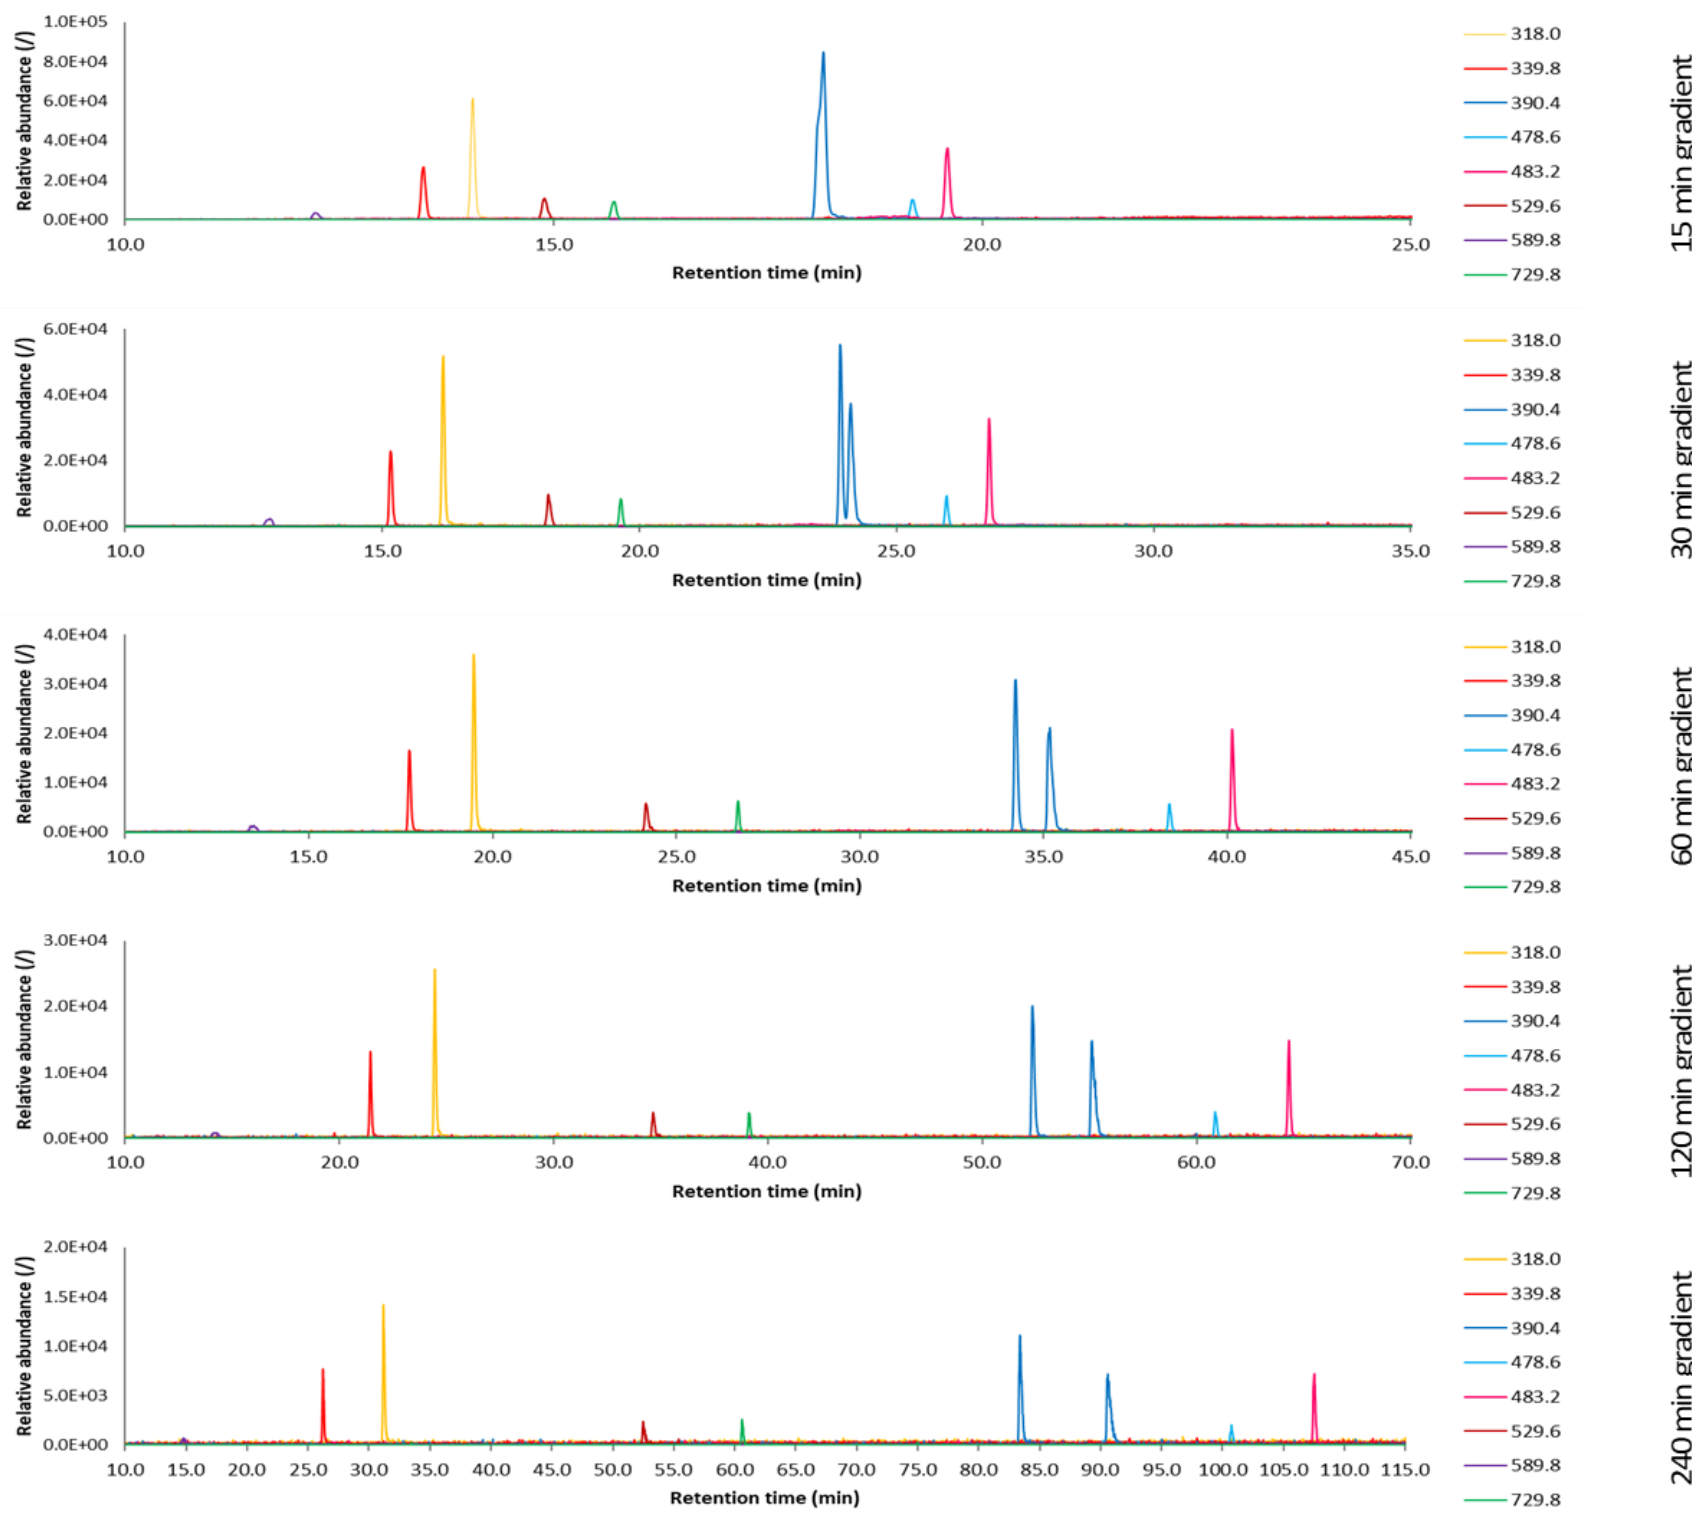 Relative abundance (/)
1.0E+05
8.0E+04
6.0E+04
4.0E+04
2.0E+04
0.0E+00
10.0 15.0 20.0 25.0
Retention time (min)
318.0
339.8
390.4
478.6
483.2
529.6
589.8
729.8
15 min gradient
Relative abundance (/)
6.0E+04
4.0E+04
2.0E+04
0.0E+00
10.0 15.0 20.0 25.0 30.0 35.0
Retention time (min)
318.0
339.8
390.4
478.6
483.2
529.6
589.8
729.8
30 min gradient
Relative abundance (/)
4.0E+04
3.0E+04
2.0E+04
1.0E+04
0.0E+00
10.0 15.0 20.0 25.0 30.0 35.0 40.0 45.0
Retention time (min)
318.0
339.8
390.4
478.6
483.2
529.6
589.8
729.8
60 min gradient
Relative abundance (/)
3.0E+04
2.0E+04
1.0E+04
0.0E+00
10.0 20.0 30.0 40.0 50.0 60.0 70.0
Retention time (min)
318.0
339.8
390.4
478.6
483.2
529.6
589.8
729.8
120 min gradient
Relative abundance (/)
2.0E+04
1.5E+04
1.0E+04
5.0E+03
0.0E+00
10.0 15.0 20.0 25.0 30.0 35.0 40.0 45.0 50.0 55.0 60.0 65.0 70.0 75.0 80.0 85.0 90.0 95.0 100.0 105.0 110.0 115.0
Retention time (min)
318.0
339.8
390.4
478.6
483.2
529.6
589.8
729.8
240 min gradient